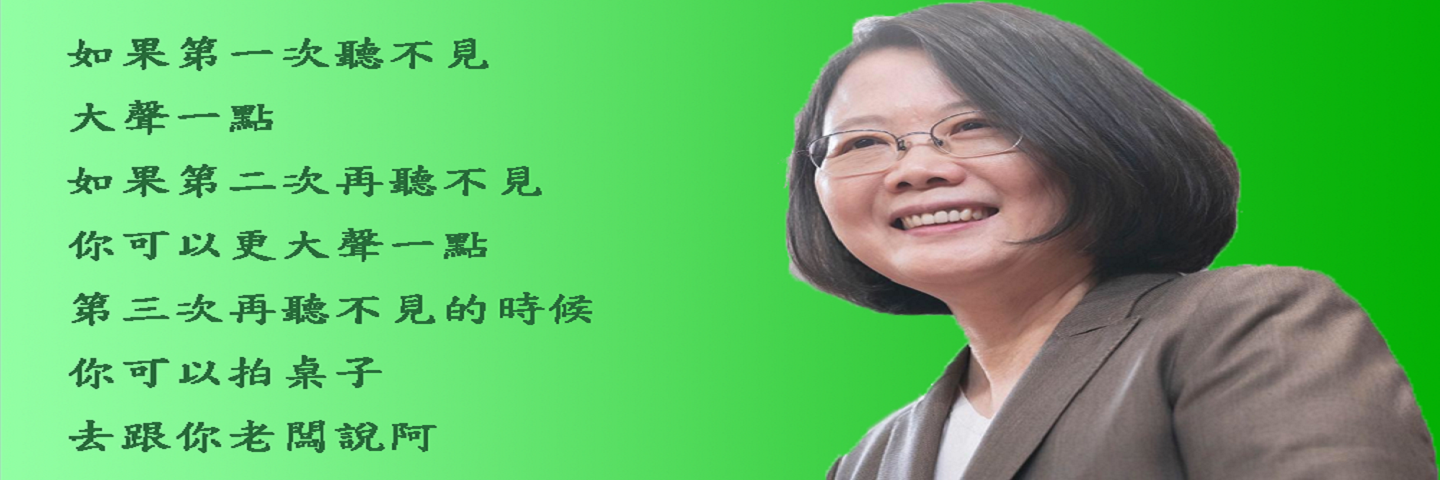 如果第一次聽不見
大聲一點
如果第二次再聽不見
你可以更大聲一點
第三次再聽不見的時候
你可以拍桌子
去跟你老闆說阿